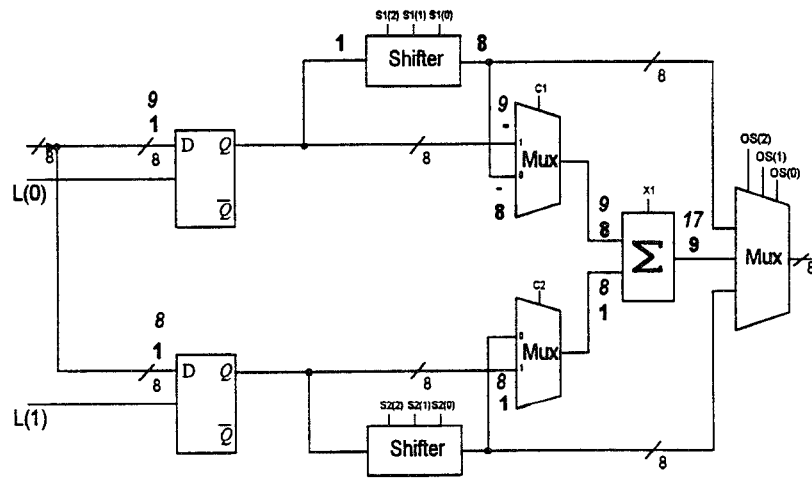 S1(2) S1(1) S1(0)
1 Shifter 8
8
9
C1
9
1
-
8
8
D Q
8
1
Mux
0
L(0)
Q
-
8
OS(2)
OS(1)
OS(0)
9
8
X1
17
9
Σ
Mux
8
8
1
C2
8
1
0
Mux
8
D Q
8
8
1
1
L(1)
Q
S2(2) S2(1) S2(0)
Shifter
8